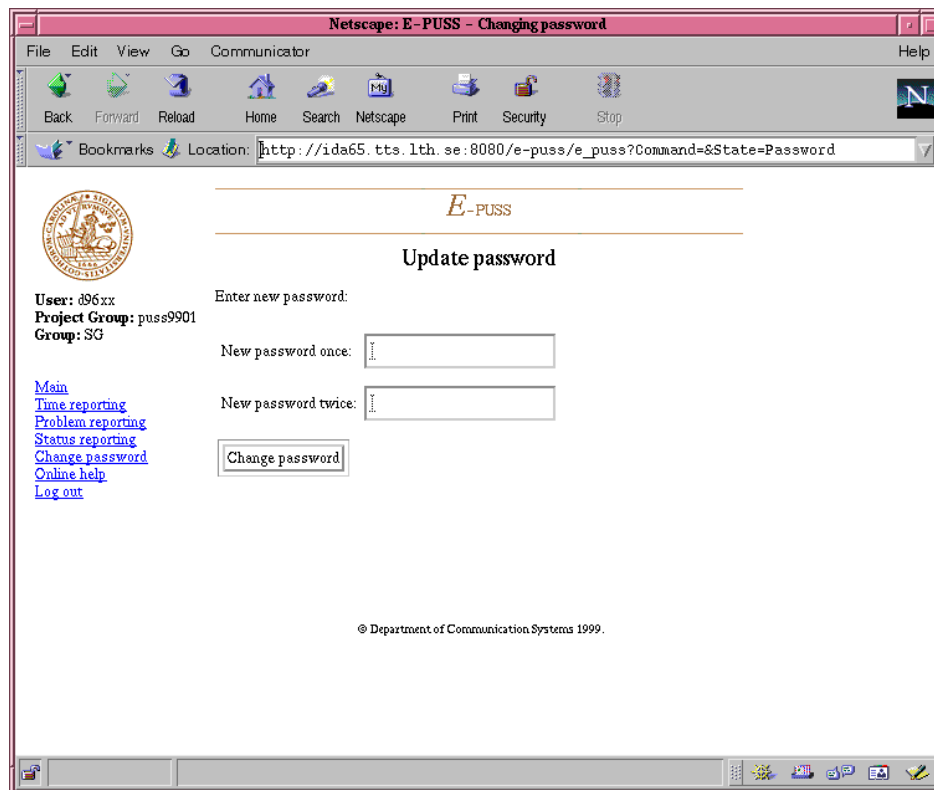 Netscape: E-PUSS - Changing password
File Edit View Go Communicator Help
Back Forward Reload Home Search Netscape Print Security Stop
My
N
Bookmarks Location: http://ida65.tts.lth.se:8080/e-puss/e_puss?Command=&State=Password
E-PUSS
Update password
User: d96xx
Project Group: puss9901
Group: SG
Enter new password:
New password once:
New password twice:
Change password
Main
Time reporting
Problem reporting
Status reporting
Change password
Online help
Log out
© Department of Communication Systems 1999.